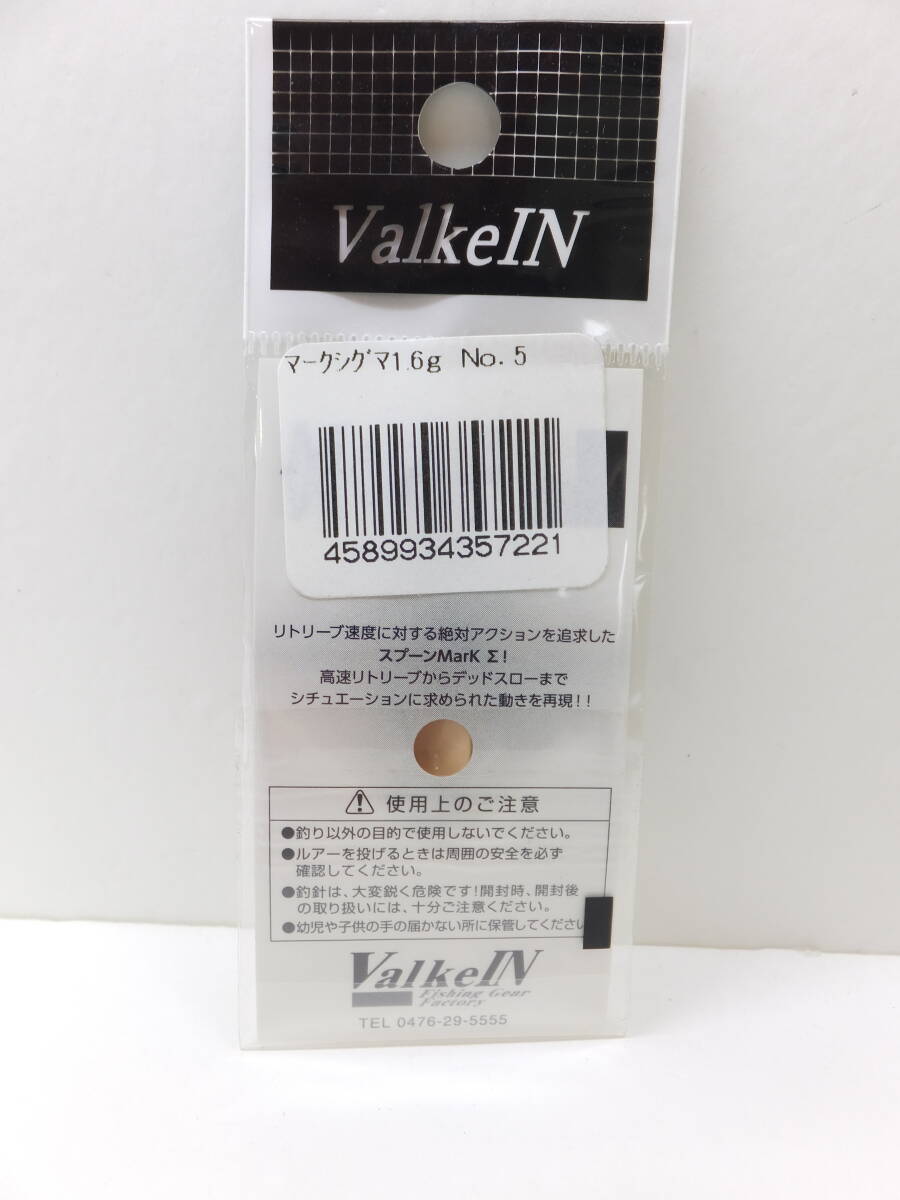 ValkeIN
マークシグマ1.6g No.5
4589934357221
リトリーブ速度に対する絶対アクションを追求した
スプーンMarK Σ!
高速リトリーブからデッドスローまで
シチュエーションに求められた動きを再現!!
⚠ 使用上のご注意
●釣り以外の目的で使用しないでください。
●ルアーを投げるときは周囲の安全を必ず
確認してください。
●釣針は、大変鋭く危険です!開封時、開封後
の取り扱いには、十分ご注意ください。
●幼児や子供の手の届かない所に保管してください
ValkeIN
Fishing Gear
Factory
TEL 0476-29-5555